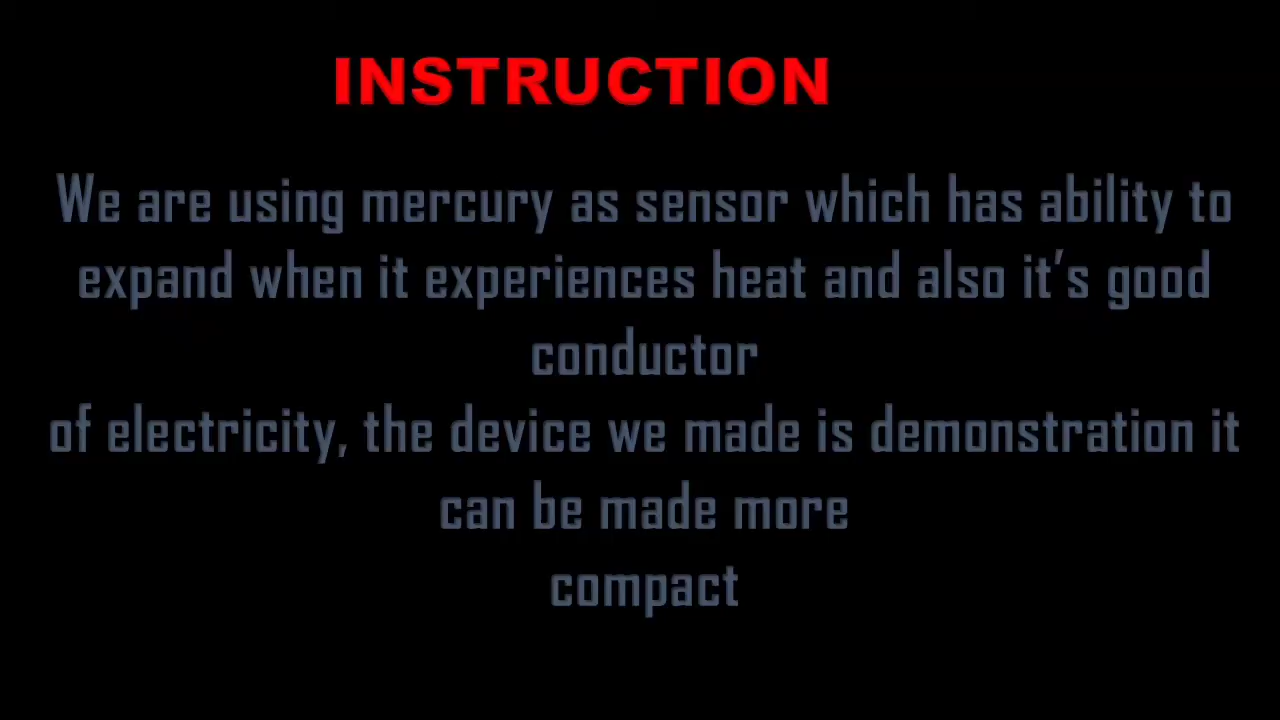 INSTRUCTION
We are using mercury as sensor which has ability to
expand when it experiences heat and also it’s good
conductor
of electricity, the device we made is demonstration it
can be made more
compact